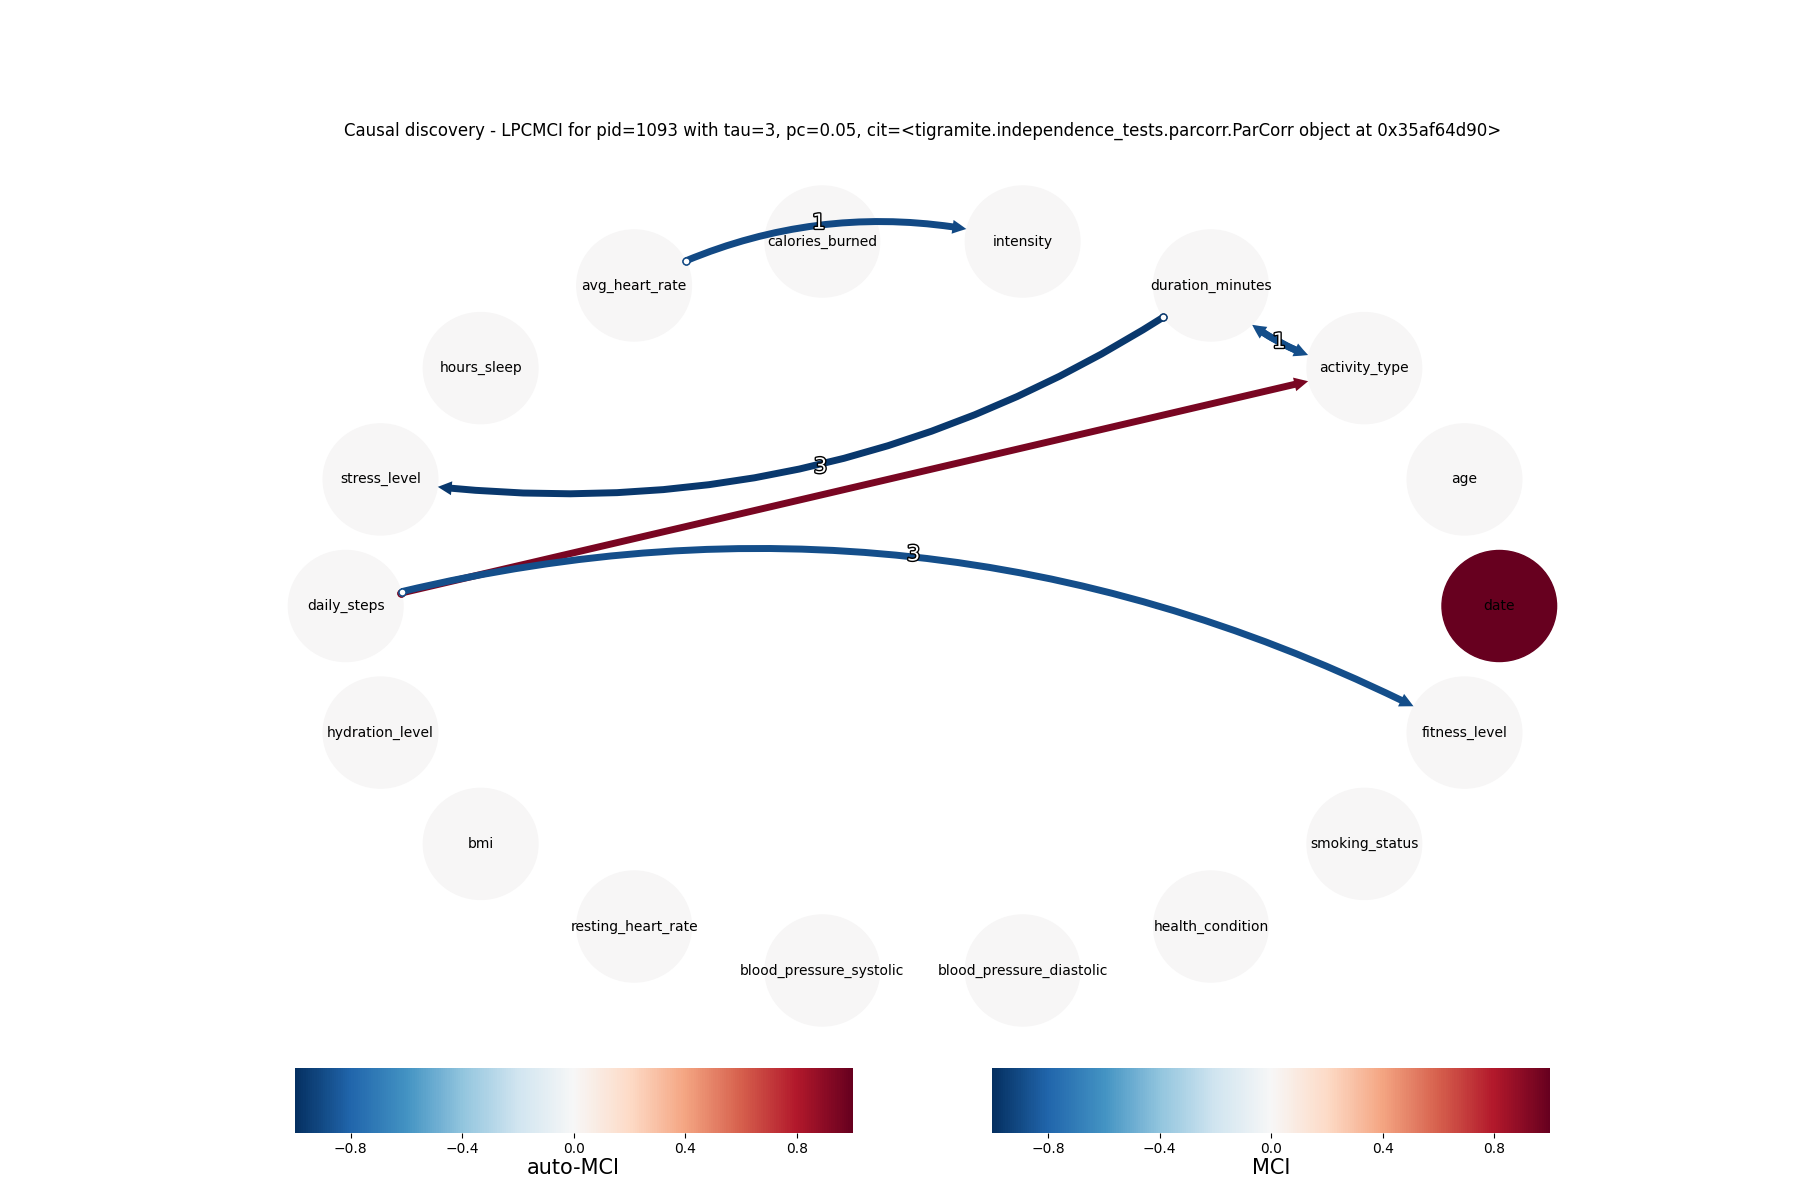 Causal discovery - LPCMCI for pid=1093 with tau=3, pc=0.05, cit=<tigramite.independence_tests.parcorr.ParCorr object at 0x35af64d90>
1
calories_burned
intensity
avg_heart_rate
duration_minutes
1
hours_sleep
activity_type
3
stress_level
age
3
daily_steps
date
hydration_level
fitness_level
bmi
smoking_status
resting_heart_rate
health_condition
blood_pressure_systolic
blood_pressure_diastolic
−0.8 −0.4 0.0 0.4 0.8
auto-MCI
−0.8 −0.4 0.0 0.4 0.8
MCI